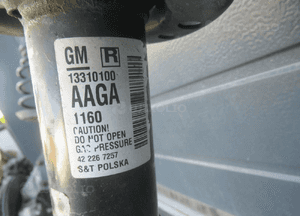 GM R
13310100
AAGA
1160
CAUTION!
DO NOT OPEN
GAS PRESSURE
42 226 7257
S&T POLSKA